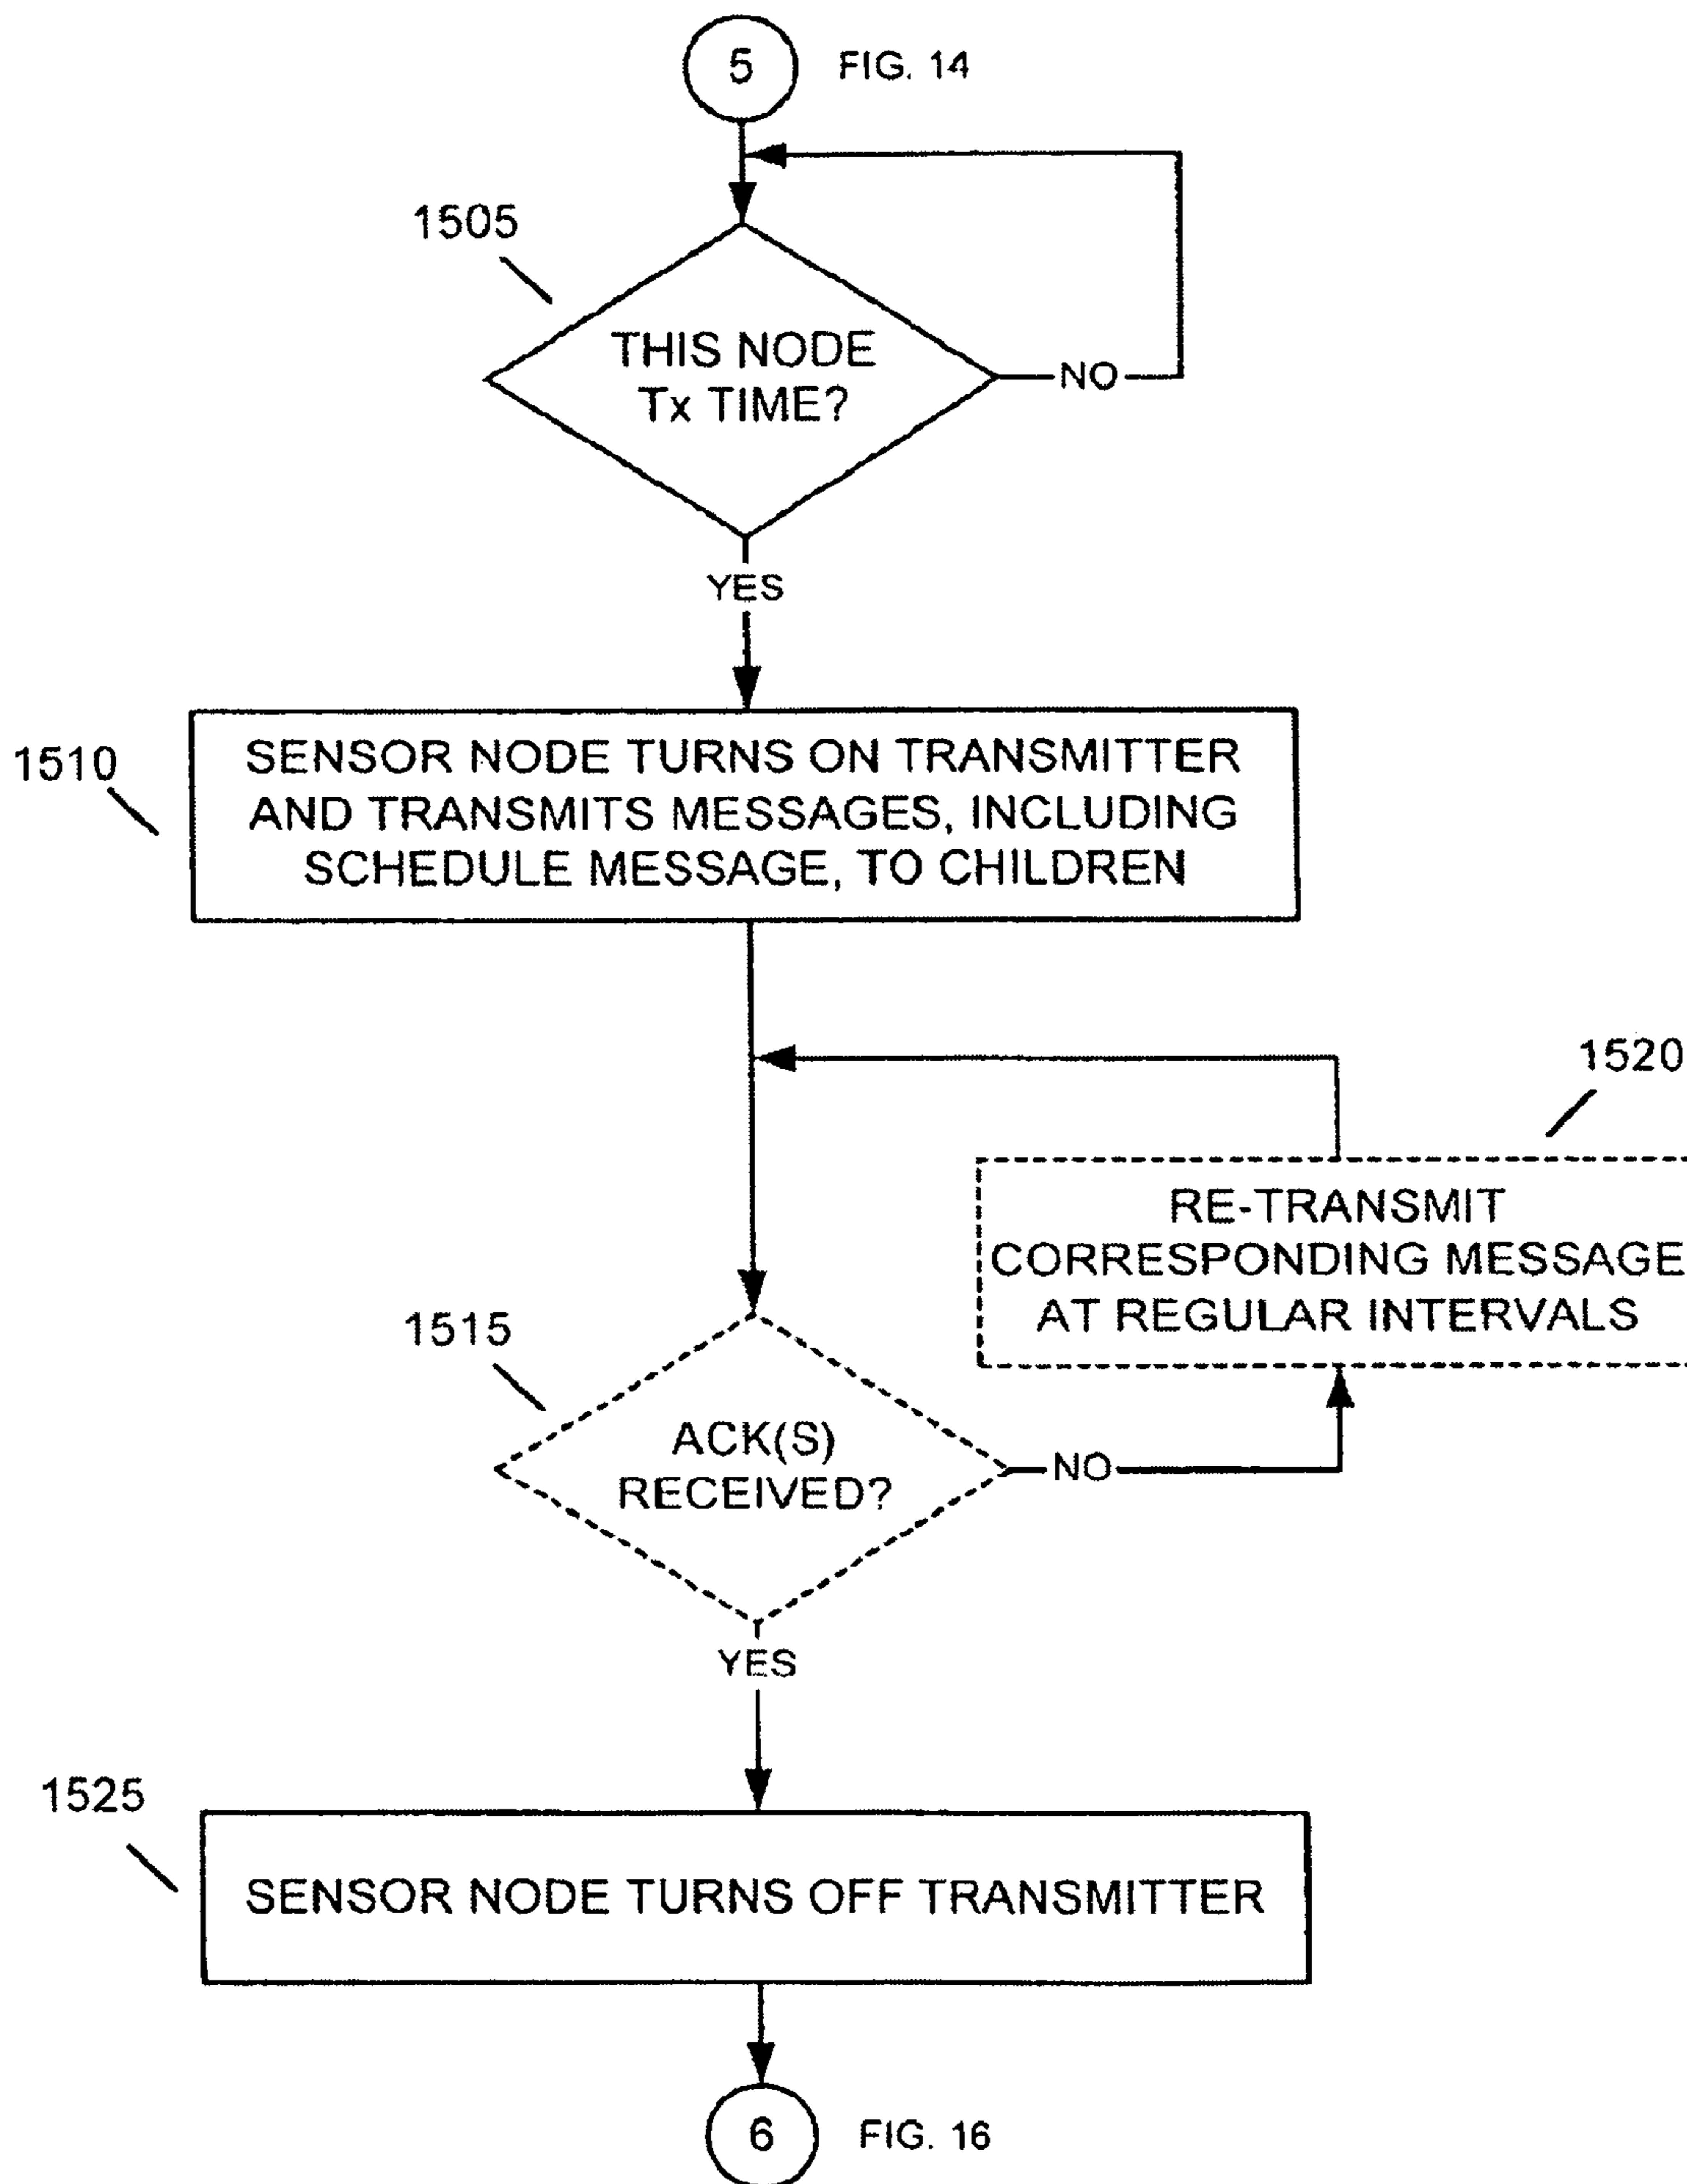 5 FIG. 14
1505
THIS NODE
Tx TIME?
NO
YES
1510
SENSOR NODE TURNS ON TRANSMITTER
AND TRANSMITS MESSAGES, INCLUDING
SCHEDULE MESSAGE, TO CHILDREN
1520
RE-TRANSMIT
CORRESPONDING MESSAGE
AT REGULAR INTERVALS
1515
ACK(S)
RECEIVED?
NO
YES
1525
SENSOR NODE TURNS OFF TRANSMITTER
6 FIG. 16